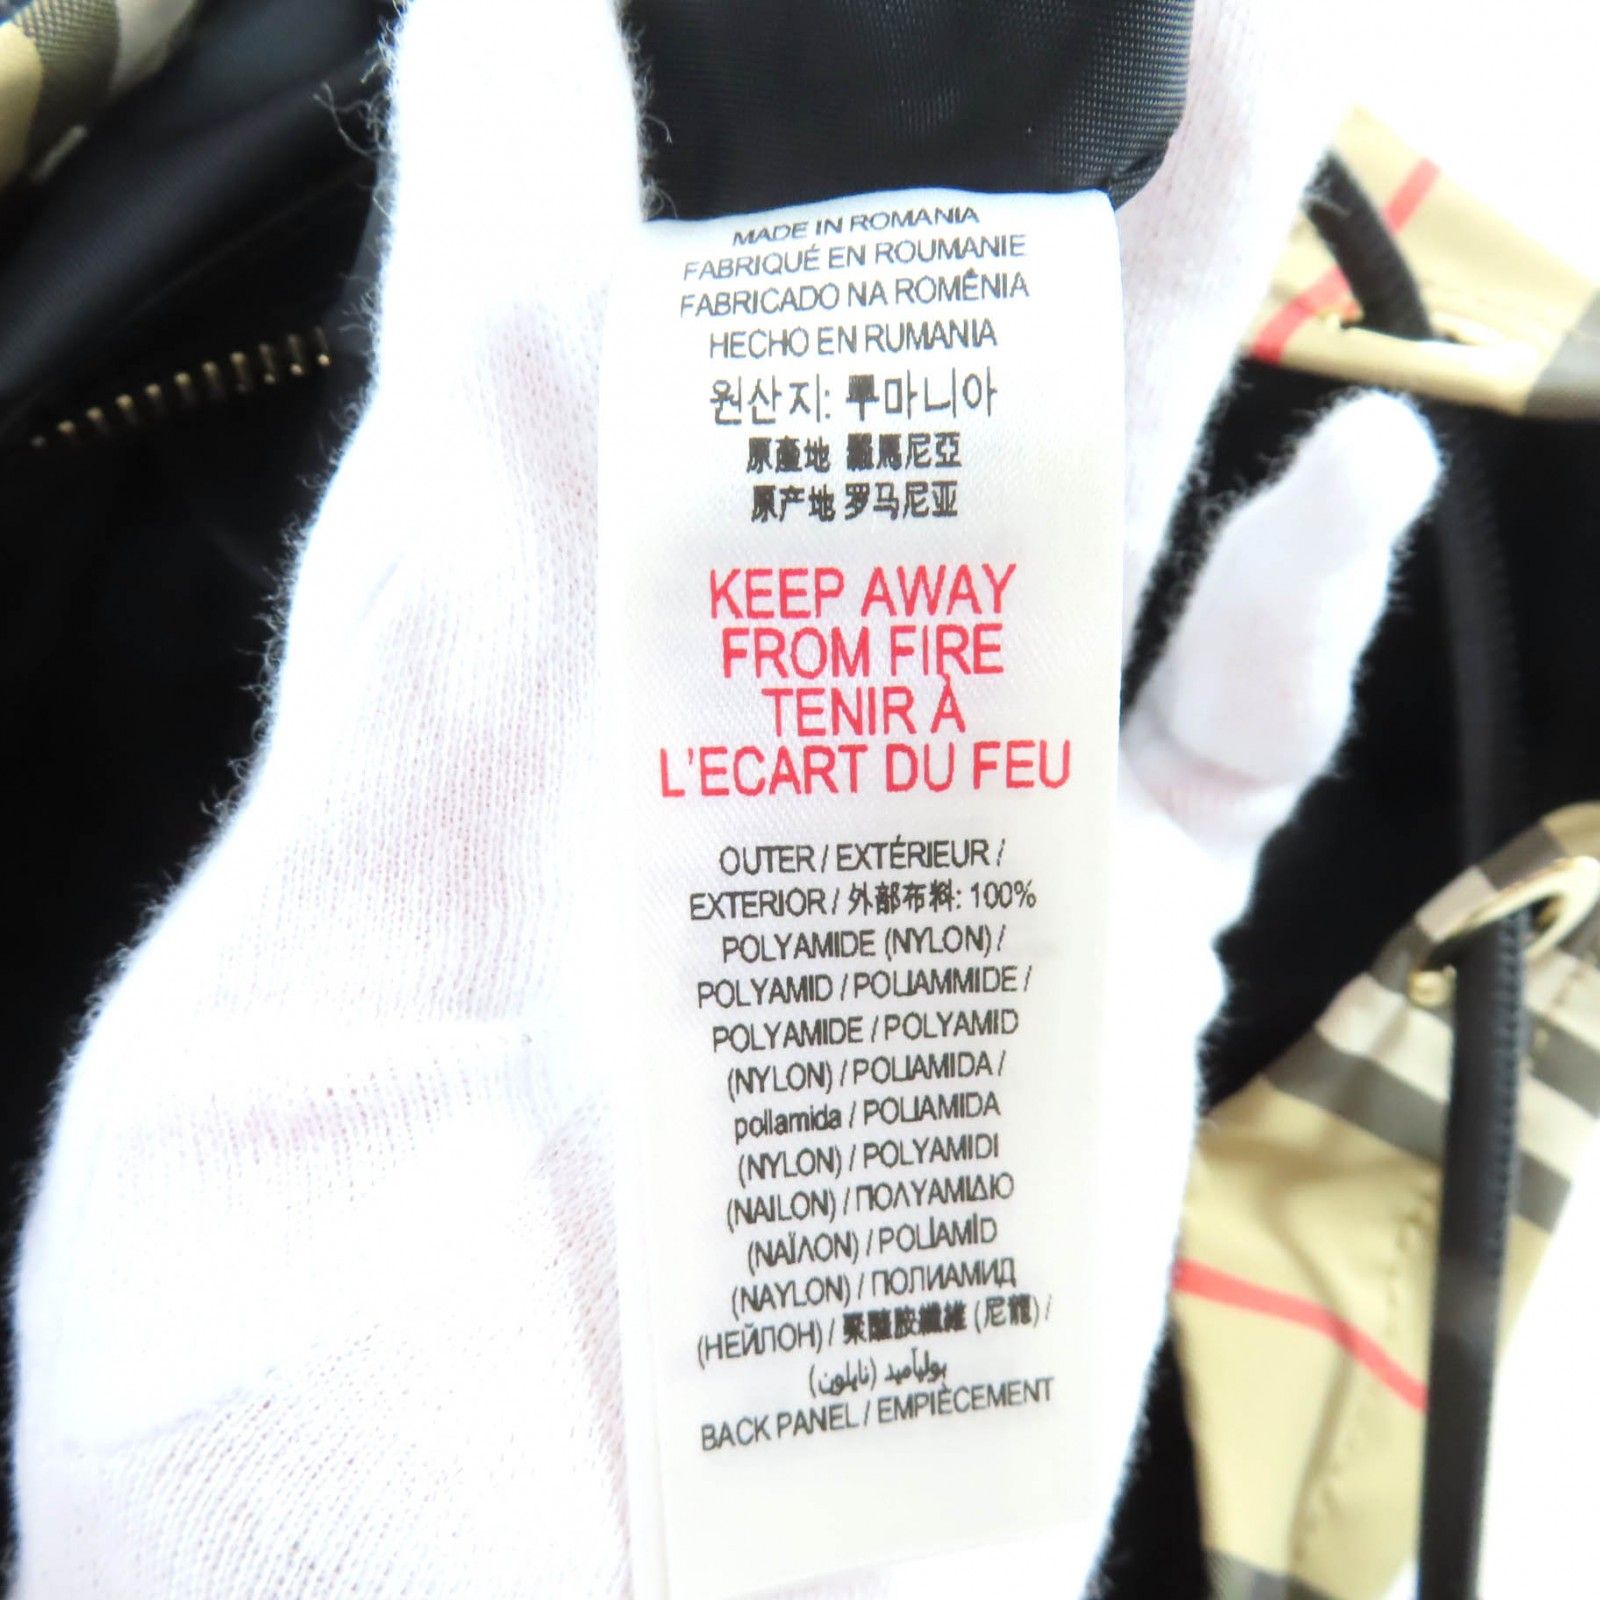 MADE IN ROMANIA
FABRIQUÉ EN ROUMANIE
FABRICADO NA ROMÊNIA
HECHO EN RUMANIA
원산지: 루마니아
原產地 羅馬尼亞
原产地 罗马尼亚
KEEP AWAY
FROM FIRE
TENIR À
L'ECART DU FEU
OUTER / EXTÉRIEUR /
EXTERIOR / 外部布料: 100%
POLYAMIDE (NYLON) /
POLYAMID / POLIAMMIDE /
POLYAMIDE / POLYAMID
(NYLON) / POLIAMIDA /
poliamida / POLIAMIDA
(NYLON) / POLYAMIDI
(NAILON) / ΠΟΛΥΑΜΙΔΙΟ
(ΝΑΪΛΟΝ) / POLİAMİD
(NAYLON) / ПОЛИАМИД
(НЕЙЛОН) / 聚醯胺纖維 (尼龍) /
بولیآمید (نايلون)
BACK PANEL / EMPIÈCEMENT